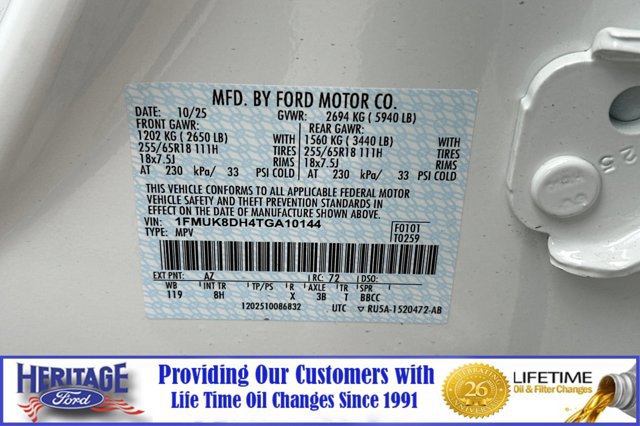 MFD. BY FORD MOTOR CO.
DATE: 10/25 GVWR: 2694 KG ( 5940 LB)
FRONT GAWR: REAR GAWR:
1202 KG ( 2650 LB) WITH 1560 KG ( 3440 LB) WITH
255/65R18 111H TIRES 255/65R18 111H TIRES
18x7.5J RIMS 18x7.5J RIMS
AT 230 kPa/ 33 PSI COLD AT 230 kPa/ 33 PSI COLD
THIS VEHICLE CONFORMS TO ALL APPLICABLE FEDERAL MOTOR
VEHICLE SAFETY AND THEFT PREVENTION STANDARDS IN EFFECT
ON THE DATE OF MANUFACTURE SHOWN ABOVE.
VIN: 1FMUK8DH4TGA10144 F0101
TYPE: MPV T0259
EXT PNT: AZ RC: 72 DSO:
WB INT TR TP/PS R AXLE TR SPR
119 8H X 3B T BBCC
1202510086832 UTC RU5A-1520472-AB
25
HERITAGE
Ford
Providing Our Customers with
Life Time Oil Changes Since 1991
CELEBRATING
26
ANNIVERSARY
LIFETIME
Oil & Filter Changes